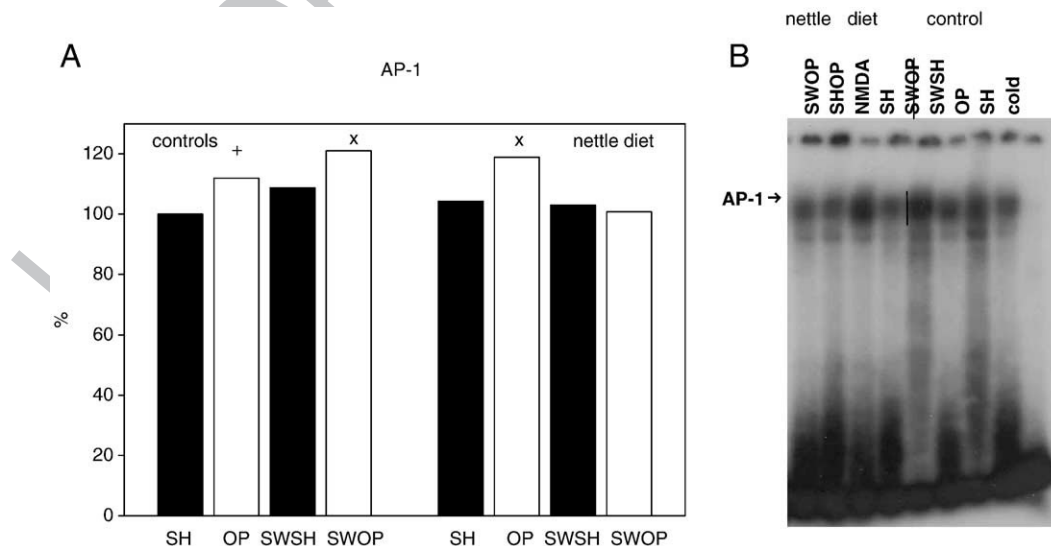 A
AP-1
controls
+
x
x
nettle diet
120
100
80
60
40
20
0
%
SH OP SWSH SWOP SH OP SWSH SWOP
nettle diet control
B
SWOP
SHOP
NMDA
SH
SWOP
SWSH
OP
SH
cold
AP-1 →